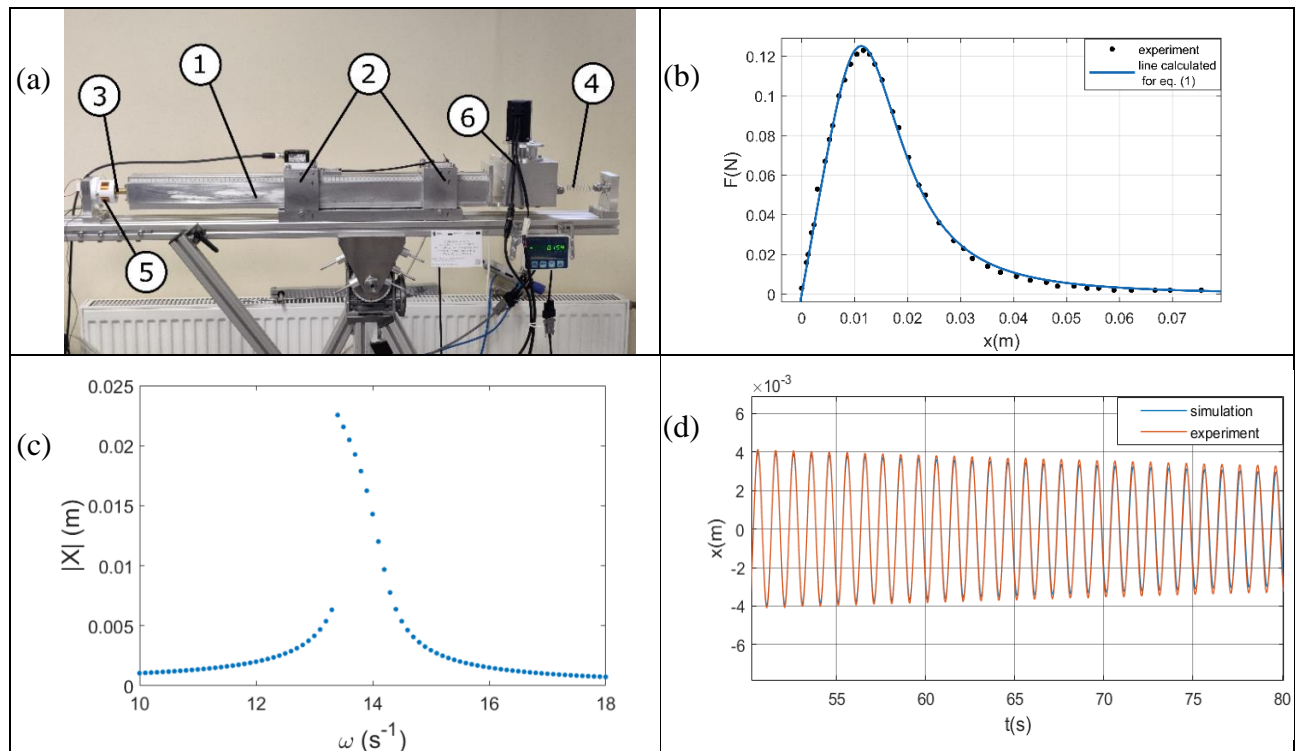 (a)
1
2
3
4
5
6
(b)
experiment
line calculated
for eq. (1)
0.12
0.1
0.08
0.06
0.04
0.02
0
F(N)
0 0.01 0.02 0.03 0.04 0.05 0.06 0.07
x(m)
(c)
0.025
0.02
0.015
0.01
0.005
0
|X| (m)
10 12 14 16 18
ω (s⁻¹)
(d)
×10⁻³
simulation
experiment
6
4
2
0
-2
-4
-6
x(m)
55 60 65 70 75 80
t(s)